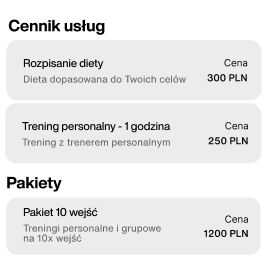 Cennik usług
Rozpisanie diety
Cena
Dieta dopasowana do Twoich celów
300 PLN
Trening personalny - 1 godzina
Cena
Trening z trenerem personalnym
250 PLN
Pakiety
Pakiet 10 wejść
Cena
Treningi personalne i grupowe
na 10x wejść
1200 PLN